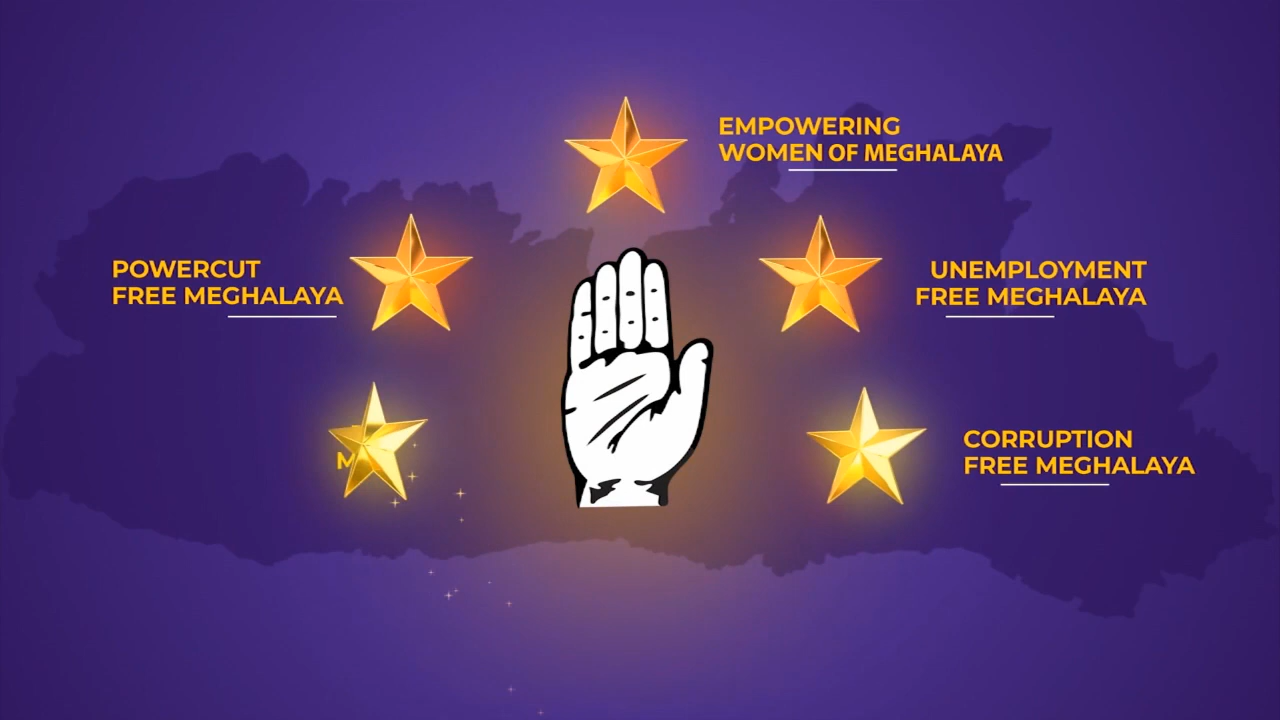 EMPOWERING
WOMEN OF MEGHALAYA
POWERCUT
FREE MEGHALAYA
UNEMPLOYMENT
FREE MEGHALAYA
CORRUPTION
FREE MEGHALAYA